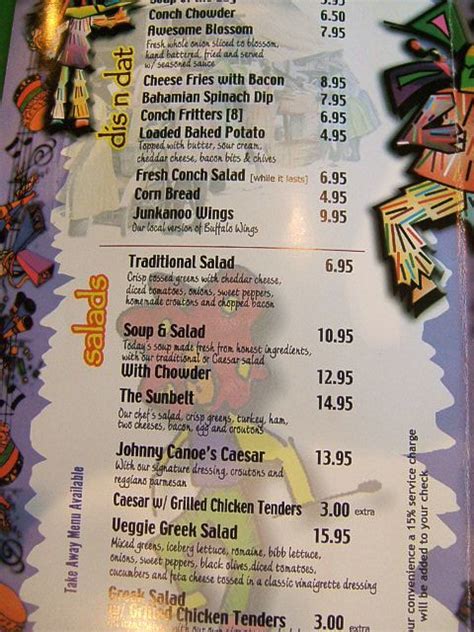 Conch Chowder 6.50
Awesome Blossom 7.95
Fresh whole onion sliced to blossom,
hand battered, fried and served
w/ seasoned sauce
dis n dat
Cheese Fries with Bacon 8.95
Bahamian Spinach Dip 7.95
Conch Fritters [8] 6.95
Loaded Baked Potato 4.95
Topped with butter, sour cream,
cheddar cheese, bacon bits & chives
Fresh Conch Salad [while it lasts] 6.95
Corn Bread 4.95
Junkanoo Wings 9.95
Our local version of Buffalo Wings
salads
Traditional Salad 6.95
Crisp tossed greens with cheddar cheese,
diced tomatoes, onions, sweet peppers,
homemade croutons and chopped bacon
Soup & Salad 10.95
Today's soup made fresh from honest ingredients,
with our traditional or Caesar salad
With Chowder 12.95
The Sunbelt 14.95
Our chef's salad, crisp greens, turkey, ham,
two cheeses, bacon, egg and croutons
Johnny Canoe's Caesar 13.95
With our signature dressing, croutons and
reggiano parmesan
Caesar w/ Grilled Chicken Tenders 3.00 extra
Veggie Greek Salad 15.95
Mixed greens, iceberg lettuce, romaine, bibb lettuce,
onions, sweet peppers, black olives, diced tomatoes,
cucumbers and feta cheese tossed in a classic vinaigrette dressing
Greek Salad
w/ Grilled Chicken Tenders 3.00 extra
Take Away Menu Available
our convenience a 15% service charge
will be added to your check